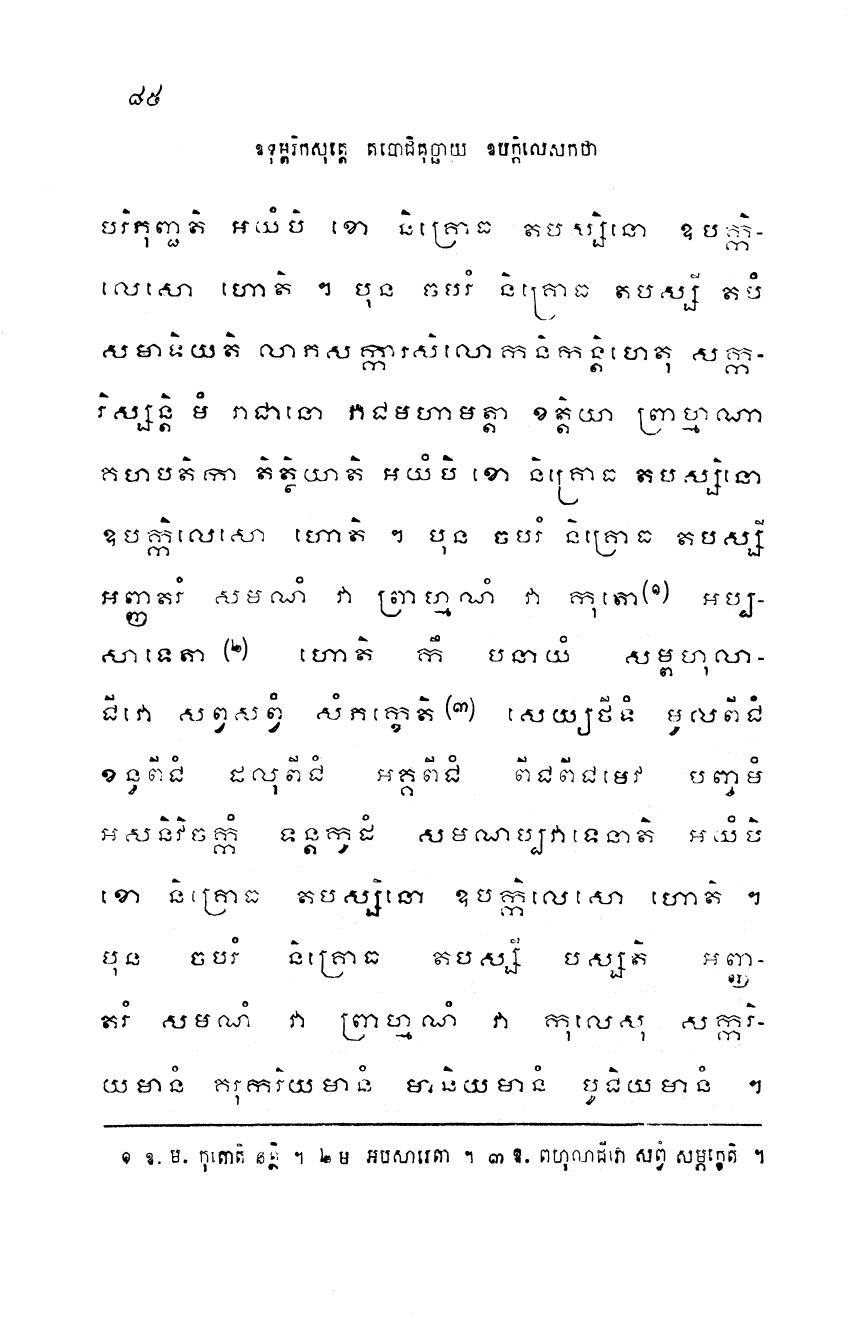 ៨៥
ឧទុម្ពរិកសុត្តេ តបោជិគុច្ឆាយ ឧបក្កិលេសកថា
បរិភុញ្ជតិ អយំបិ ខោ និគ្រោធ តបស្សិនោ ឧបក្កិ-
លេសោ ហោតិ ។ បុន ចបរំ និគ្រោធ តបស្សី តបំ
សមាទិយតិ លាភសក្ការសិលោកនិកន្តិហេតុ សក្ក-
រិស្សន្តិ មំ រាជានោ រាជមហាមត្តា ខត្តិយា ព្រាហ្មណា
គហបតិកា តិត្ថិយាតិ អយំបិ ខោ និគ្រោធ តបស្សិនោ
ឧបក្កិលេសោ ហោតិ ។ បុន ចបរំ និគ្រោធ តបស្សី
អញ្ញតរំ សមណំ វា ព្រាហ្មណំ វា កុតោ(១) អប្ប-
សាទេតា (២) ហោតិ កឹ បនាយំ សម្ពហុលា-
ជីវោ សព្វសព្វំ សំភក្ខេតិ (៣) សេយ្យថីទំ មូលពីជំ
ខន្ធពីជំ ដលុពីជំ អគ្គពីជំ ពីជពីជមេវ បញ្ចមំ
អសនិវិចក្កំ ទន្តកូដំ សមណប្បវាទេនាតិ អយំបិ
ខោ និគ្រោធ តបស្សិនោ ឧបក្កិលេសោ ហោតិ ។
បុន ចបរំ និគ្រោធ តបស្សី បស្សតិ អញ្ញ-
តរំ សមណំ វា ព្រាហ្មណំ វា កុលេសុ សក្ករិ-
យមានំ ករុករិយមានំ មានិយមានំ បូជិយមានំ ។
១ ឱ. ម. កុតោតិ នត្ថិ ។ ២ ម អបសារេតា ។ ៣ ឱ. ពហុលាជីវោ សព្វំ សម្ភក្ខេតិ ។